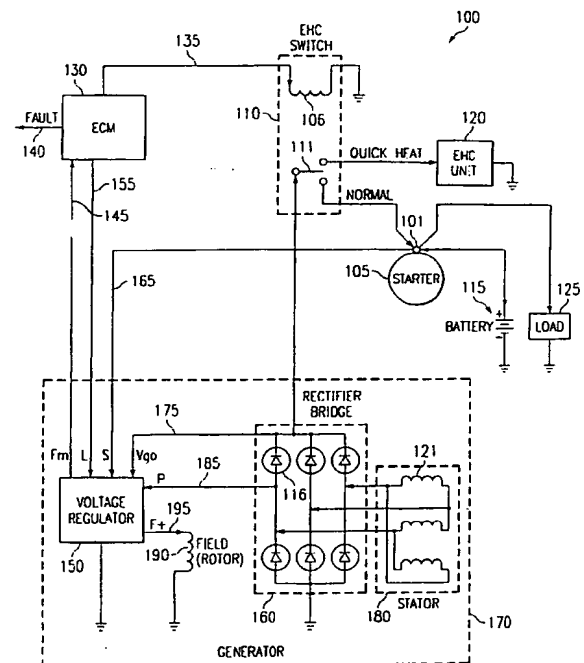 135
EHC
SWITCH
100
130
110
106
120
FAULT
ECM
140
155
111
QUICK HEAT
EHC
UNIT
145
NORMAL
101
165
105
STARTER
115
BATTERY
+
-
125
LOAD
175
RECTIFIER
BRIDGE
Fm
L
S
Vgo
121
P
185
116
VOLTAGE
REGULATOR
F+
195
150
190
FIELD
(ROTOR)
160
180
STATOR
170
GENERATOR